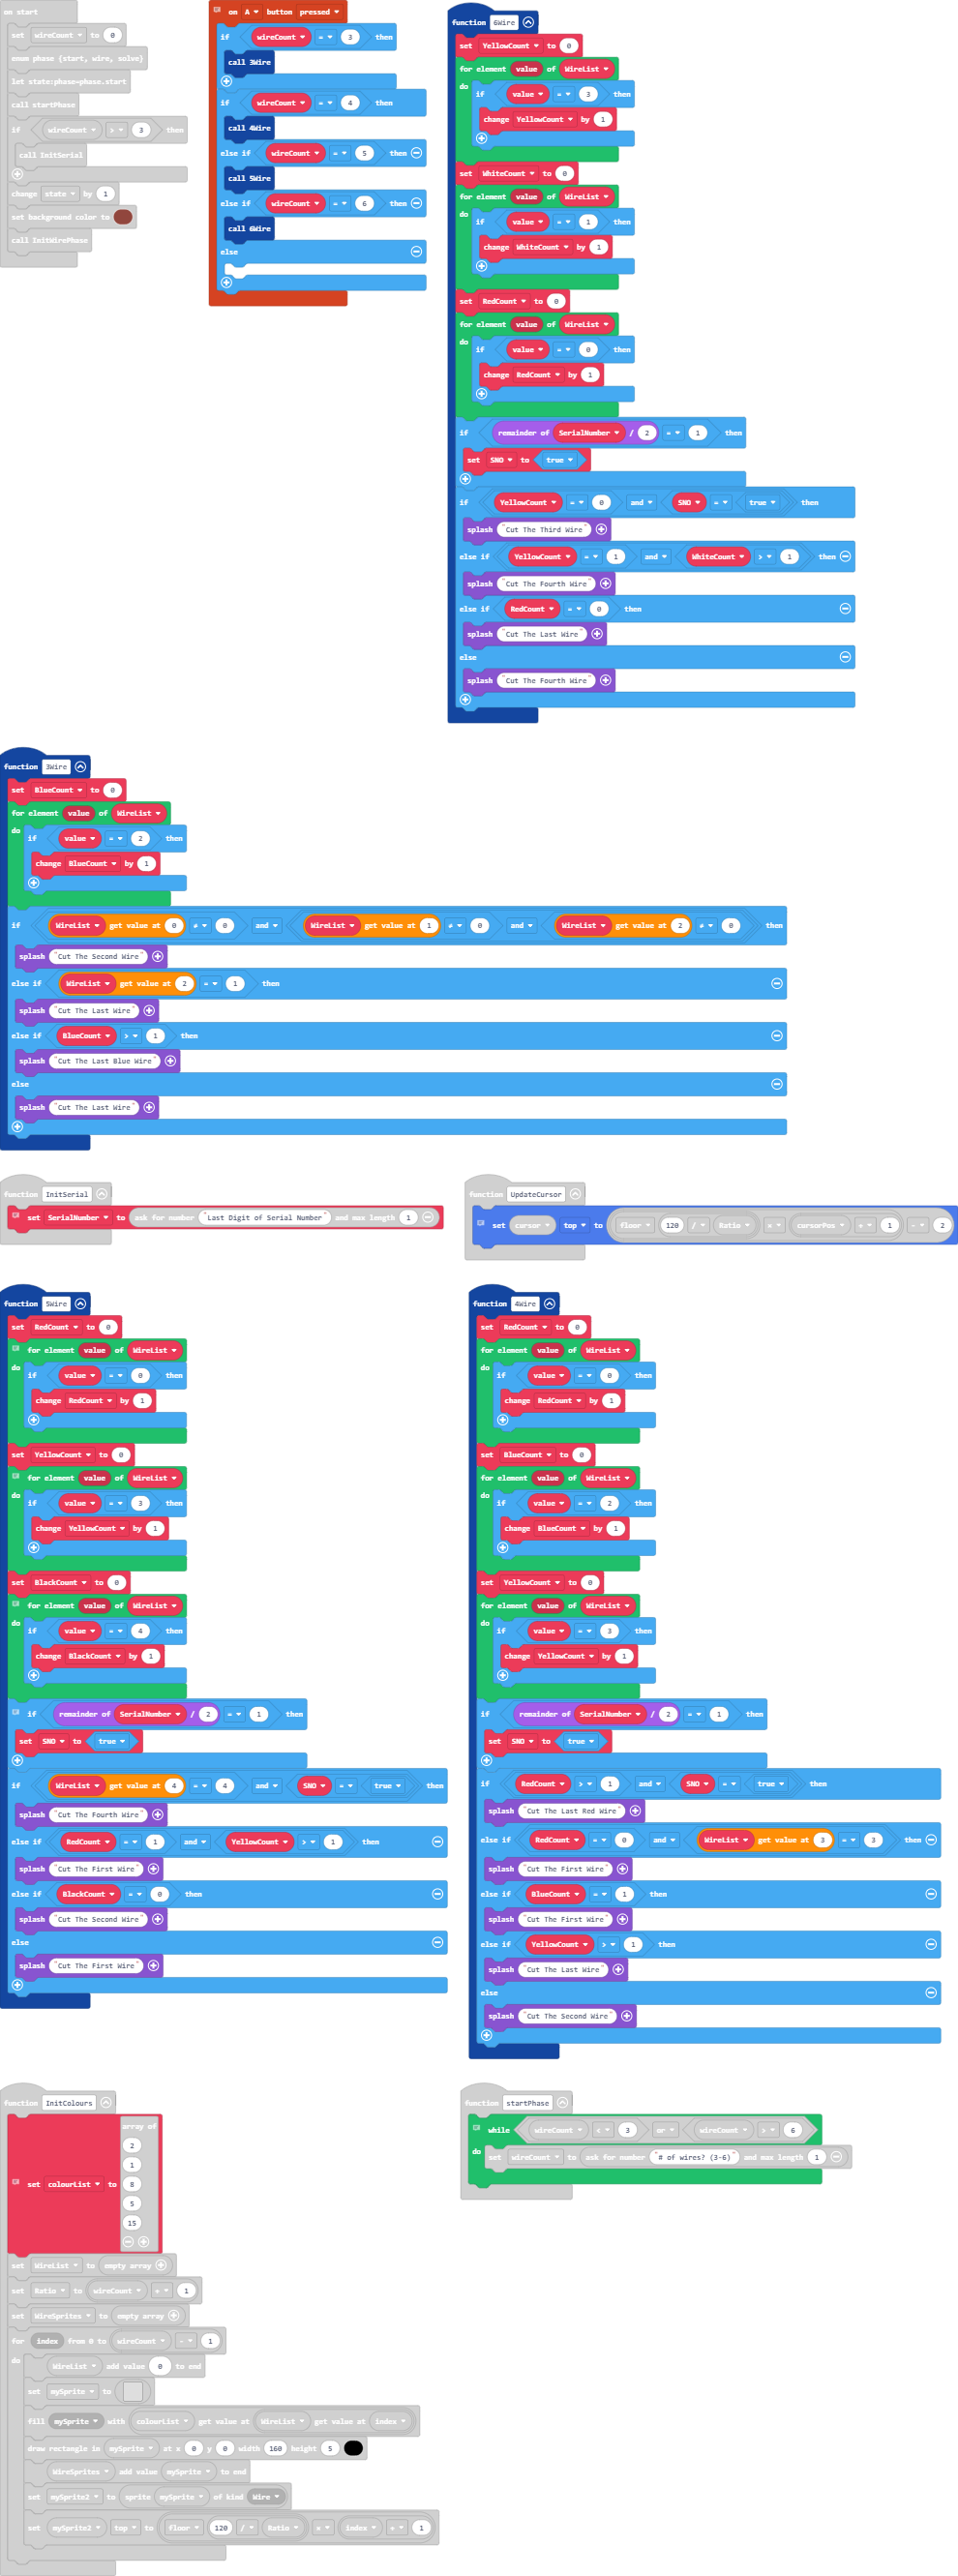 on start
set wireCount to 0
enum phase {start, wire, solve}
let state:phase=phase.start
call startPhase
if wireCount > 3 then
call InitSerial
change state by 1
set background color to
call InitWirePhase
on A button pressed
if wireCount = 3 then
call 3Wire
if wireCount = 4 then
call 4Wire
else if wireCount = 5 then
call 5Wire
else if wireCount = 6 then
call 6Wire
else
function 6Wire
set YellowCount to 0
for element value of WireList
do
if value = 3 then
change YellowCount by 1
set WhiteCount to 0
for element value of WireList
do
if value = 1 then
change WhiteCount by 1
set RedCount to 0
for element value of WireList
do
if value = 0 then
change RedCount by 1
if remainder of SerialNumber / 2 = 1 then
set SNO to true
if YellowCount = 0 and SNO = true then
splash "Cut The Third Wire"
else if YellowCount = 1 and WhiteCount > 1 then
splash "Cut The Fourth Wire"
else if RedCount = 0 then
splash "Cut The Last Wire"
else
splash "Cut The Fourth Wire"
function 3Wire
set BlueCount to 0
for element value of WireList
do
if value = 2 then
change BlueCount by 1
if WireList get value at 0 ≠ 0 and WireList get value at 1 ≠ 0 and WireList get value at 2 ≠ 0 then
splash "Cut The Second Wire"
else if WireList get value at 2 = 1 then
splash "Cut The Last Wire"
else if BlueCount > 1 then
splash "Cut The Last Blue Wire"
else
splash "Cut The Last Wire"
function InitSerial
set SerialNumber to ask for number "Last Digit of Serial Number" and max length 1
function UpdateCursor
set cursor top to floor 120 / Ratio × cursorPos + 1 - 2
function 5Wire
set RedCount to 0
for element value of WireList
do
if value = 0 then
change RedCount by 1
set YellowCount to 0
for element value of WireList
do
if value = 3 then
change YellowCount by 1
set BlackCount to 0
for element value of WireList
do
if value = 4 then
change BlackCount by 1
if remainder of SerialNumber / 2 = 1 then
set SNO to true
if WireList get value at 4 = 4 and SNO = true then
splash "Cut The Fourth Wire"
else if RedCount = 1 and YellowCount > 1 then
splash "Cut The First Wire"
else if BlackCount = 0 then
splash "Cut The Second Wire"
else
splash "Cut The First Wire"
function 4Wire
set RedCount to 0
for element value of WireList
do
if value = 0 then
change RedCount by 1
set BlueCount to 0
for element value of WireList
do
if value = 2 then
change BlueCount by 1
set YellowCount to 0
for element value of WireList
do
if value = 3 then
change YellowCount by 1
if remainder of SerialNumber / 2 = 1 then
set SNO to true
if RedCount > 1 and SNO = true then
splash "Cut The Last Red Wire"
else if RedCount = 0 and WireList get value at 3 = 3 then
splash "Cut The First Wire"
else if BlueCount = 1 then
splash "Cut The First Wire"
else if YellowCount > 1 then
splash "Cut The Last Wire"
else
splash "Cut The Second Wire"
function InitColours
set colourList to array of
2
1
8
5
15
set WireList to empty array
set Ratio to wireCount + 1
set WireSprites to empty array
for index from 0 to wireCount - 1
do
WireList add value 0 to end
set mySprite to
fill mySprite with colourList get value at WireList get value at index
draw rectangle in mySprite at x 0 y 0 width 160 height 5
WireSprites add value mySprite to end
set mySprite2 to sprite mySprite of kind Wire
set mySprite2 top to floor 120 / Ratio × index + 1
function startPhase
while wireCount < 3 or wireCount > 6
do
set wireCount to ask for number "# of wires? (3-6)" and max length 1